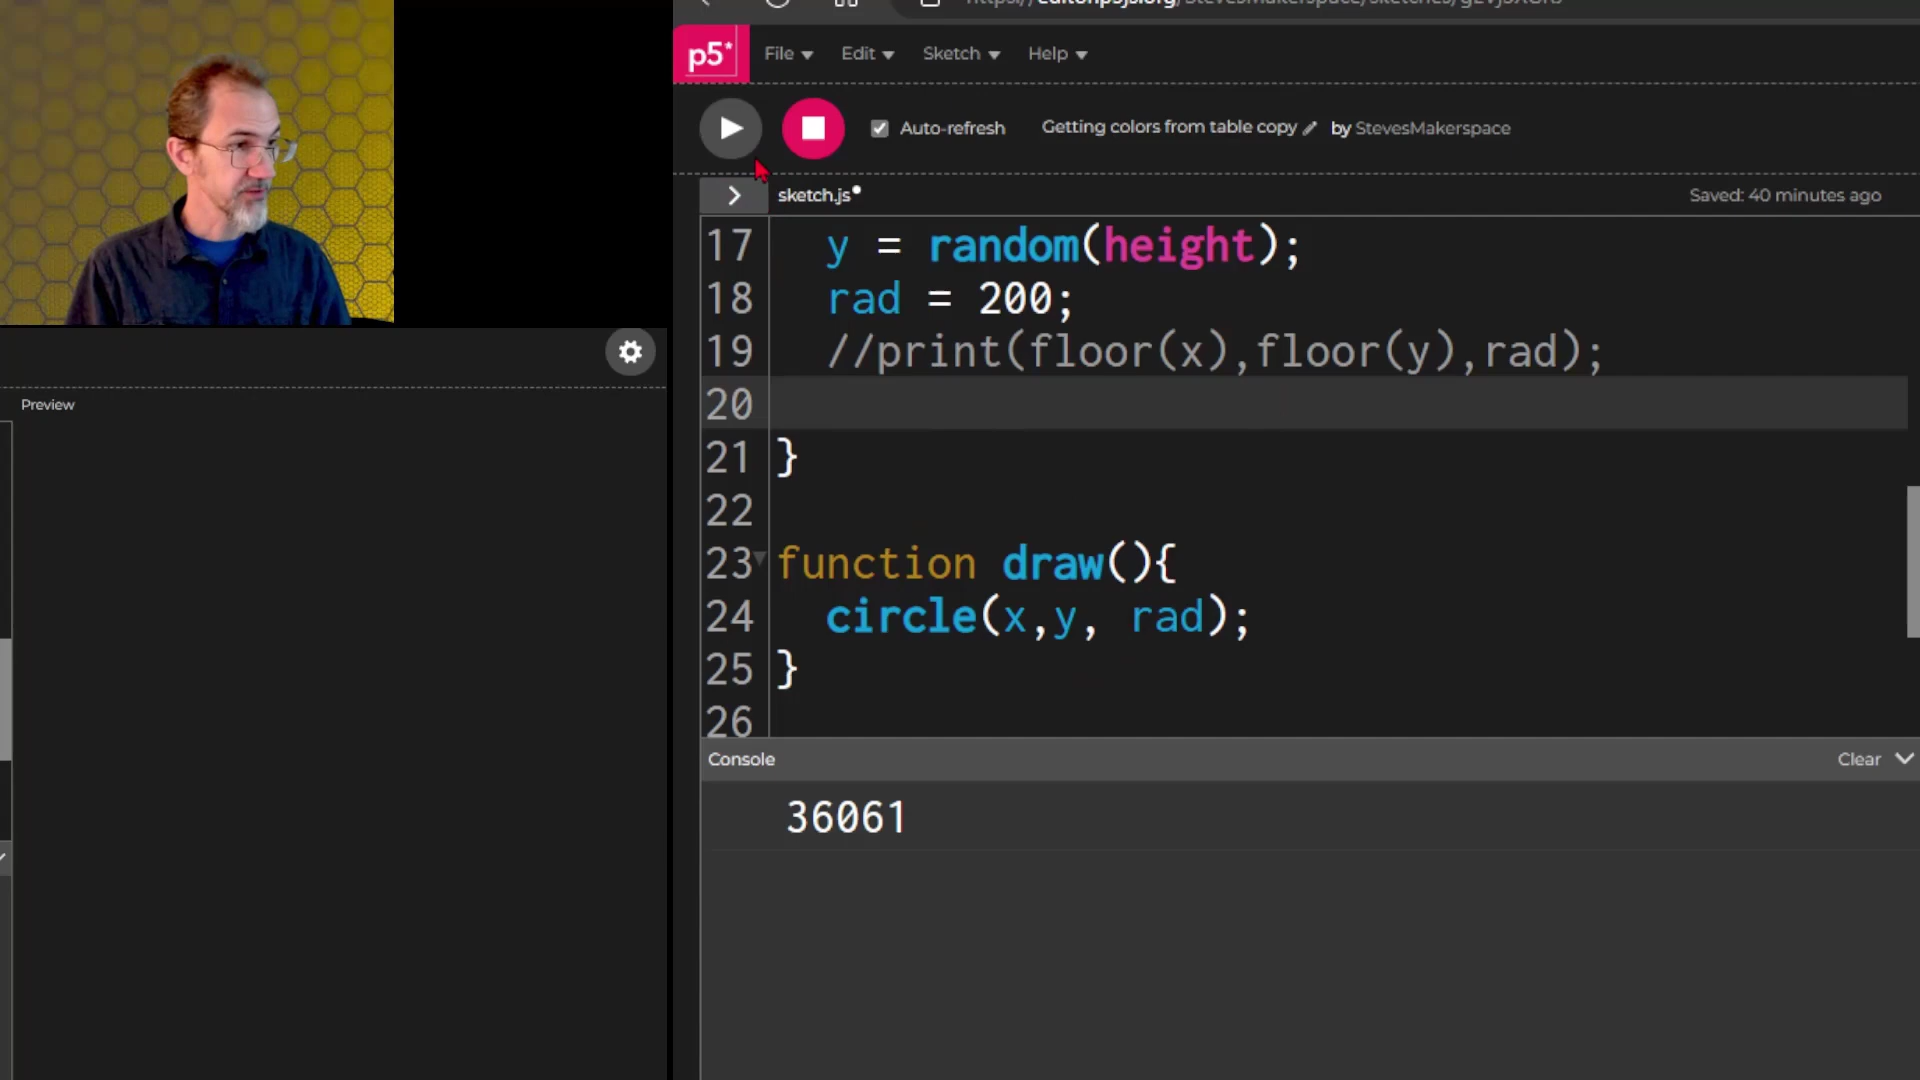 p5* File Edit Sketch Help
Auto-refresh Getting colors from table copy by StevesMakerspace
sketch.js Saved: 40 minutes ago
Preview
17 y = random(height);
18 rad = 200;
19 //print(floor(x),floor(y),rad);
20
21 }
22
23 function draw(){
24 circle(x,y, rad);
25 }
26
Console Clear
36061